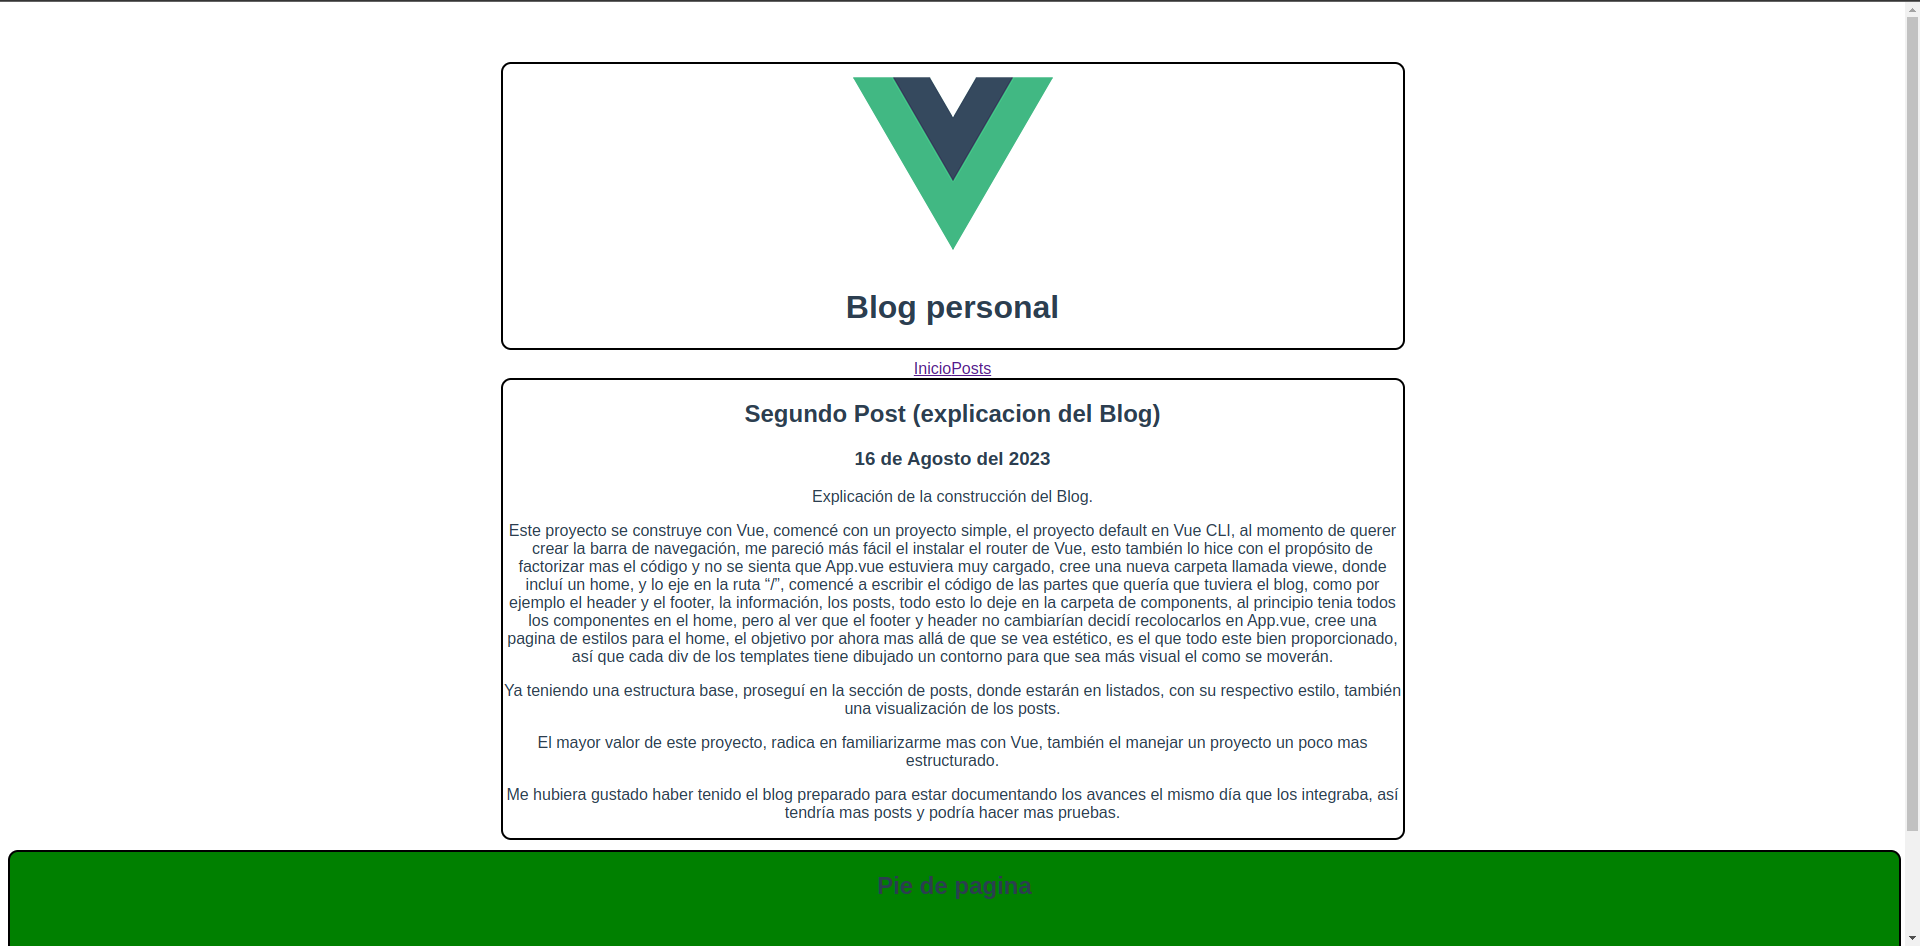 Blog personal
InicioPosts
Segundo Post (explicacion del Blog)
16 de Agosto del 2023
Explicación de la construcción del Blog.
Este proyecto se construye con Vue, comencé con un proyecto simple, el proyecto default en Vue CLI, al momento de querer
crear la barra de navegación, me pareció más fácil el instalar el router de Vue, esto también lo hice con el propósito de
factorizar mas el código y no se sienta que App.vue estuviera muy cargado, cree una nueva carpeta llamada viewe, donde
incluí un home, y lo eje en la ruta “/”, comencé a escribir el código de las partes que quería que tuviera el blog, como por
ejemplo el header y el footer, la información, los posts, todo esto lo deje en la carpeta de components, al principio tenia todos
los componentes en el home, pero al ver que el footer y header no cambiarían decidí recolocarlos en App.vue, cree una
pagina de estilos para el home, el objetivo por ahora mas allá de que se vea estético, es el que todo este bien proporcionado,
así que cada div de los templates tiene dibujado un contorno para que sea más visual el como se moverán.
Ya teniendo una estructura base, proseguí en la sección de posts, donde estarán en listados, con su respectivo estilo, también
una visualización de los posts.
El mayor valor de este proyecto, radica en familiarizarme mas con Vue, también el manejar un proyecto un poco mas
estructurado.
Me hubiera gustado haber tenido el blog preparado para estar documentando los avances el mismo día que los integraba, así
tendría mas posts y podría hacer mas pruebas.
Pie de pagina